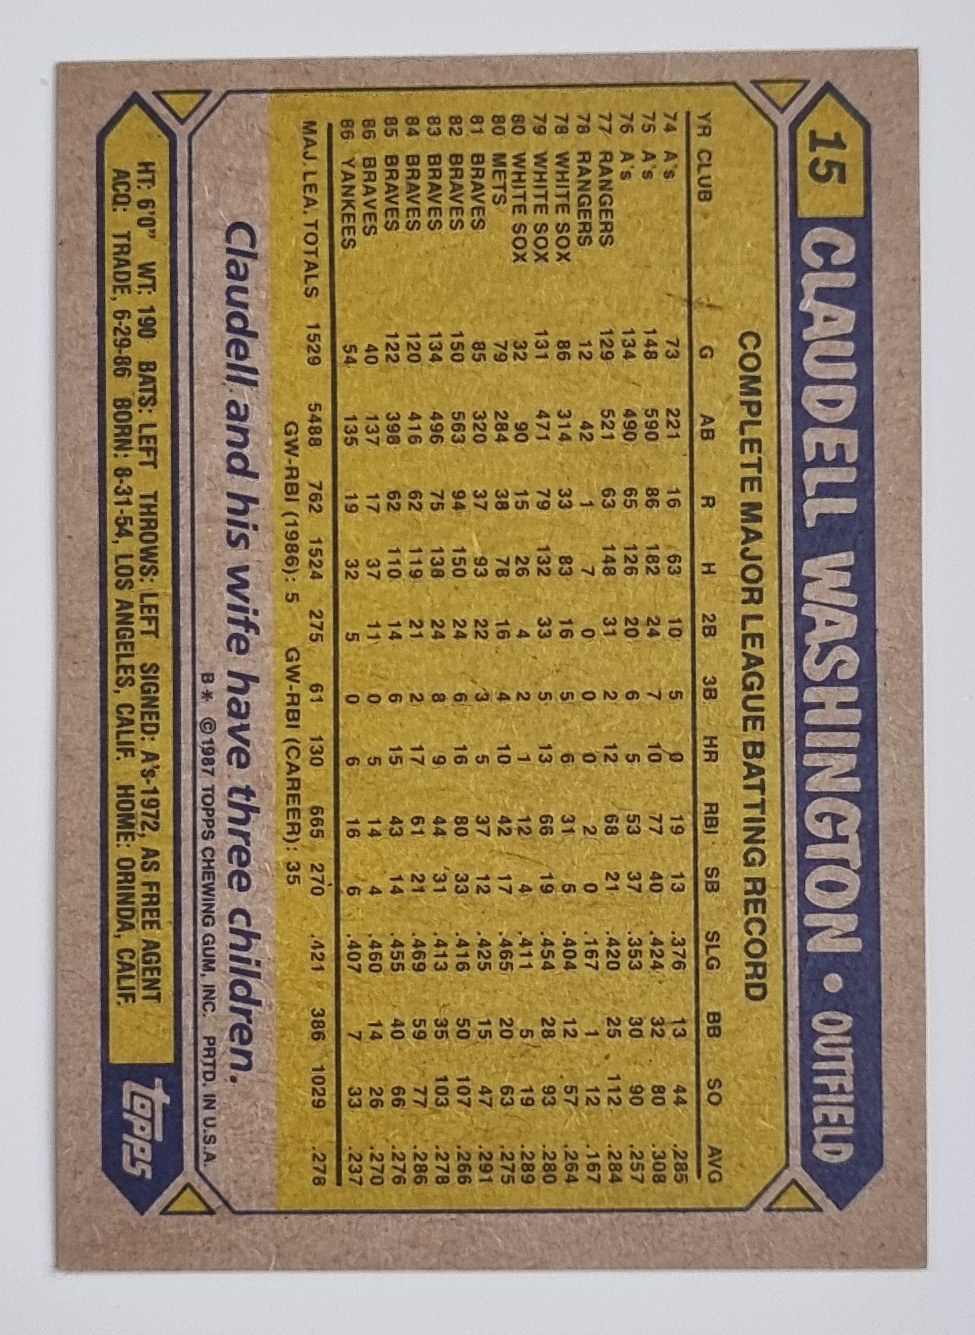 15 CLAUDELL WASHINGTON • OUTFIELD
COMPLETE MAJOR LEAGUE BATTING RECORD
YR CLUB G AB R H 2B 3B HR RBI SB SLG BB SO AVG
74 A's 73 221 16 63 10 5 0 19 13 .376 13 44 .285
75 A's 148 590 86 182 24 7 10 77 40 .424 32 80 .308
76 A's 134 490 65 126 20 6 5 53 37 .353 30 90 .257
77 RANGERS 129 521 63 148 31 2 12 68 21 .420 25 112 .284
78 RANGERS 12 42 1 7 0 0 0 2 0 .167 1 12 .167
78 WHITE SOX 86 314 33 83 16 5 6 31 5 .404 12 57 .264
79 WHITE SOX 131 471 79 132 33 5 13 66 19 .454 28 93 .280
80 WHITE SOX 32 90 15 26 4 2 1 12 4 .411 5 19 .289
80 METS 79 284 38 78 16 4 10 42 17 .465 20 63 .275
81 BRAVES 85 320 37 93 22 3 5 37 12 .425 15 47 .291
82 BRAVES 150 563 94 150 24 6 16 80 33 .416 50 107 .266
83 BRAVES 134 496 75 138 24 8 9 44 31 .413 35 103 .278
84 BRAVES 120 416 62 119 21 2 17 61 21 .469 59 77 .286
85 BRAVES 122 398 62 110 14 6 15 43 14 .455 40 66 .276
86 BRAVES 40 137 17 37 11 0 5 14 4 .460 14 26 .270
86 YANKEES 54 135 19 32 5 0 6 16 6 .407 7 33 .237
MAJ. LEA. TOTALS 1529 5488 762 1524 275 61 130 665 270 .421 386 1029 .278
GW-RBI (1986): 5 GW-RBI (CAREER): 35
Claudell and his wife have three children.
B* ©1987 TOPPS CHEWING GUM, INC. PRTD. IN U.S.A.
HT: 6'0" WT: 190 BATS: LEFT THROWS: LEFT SIGNED: A's-1972, AS FREE AGENT
ACQ: TRADE, 6-29-86 BORN: 8-31-54, LOS ANGELES, CALIF. HOME: ORINDA, CALIF.
topps